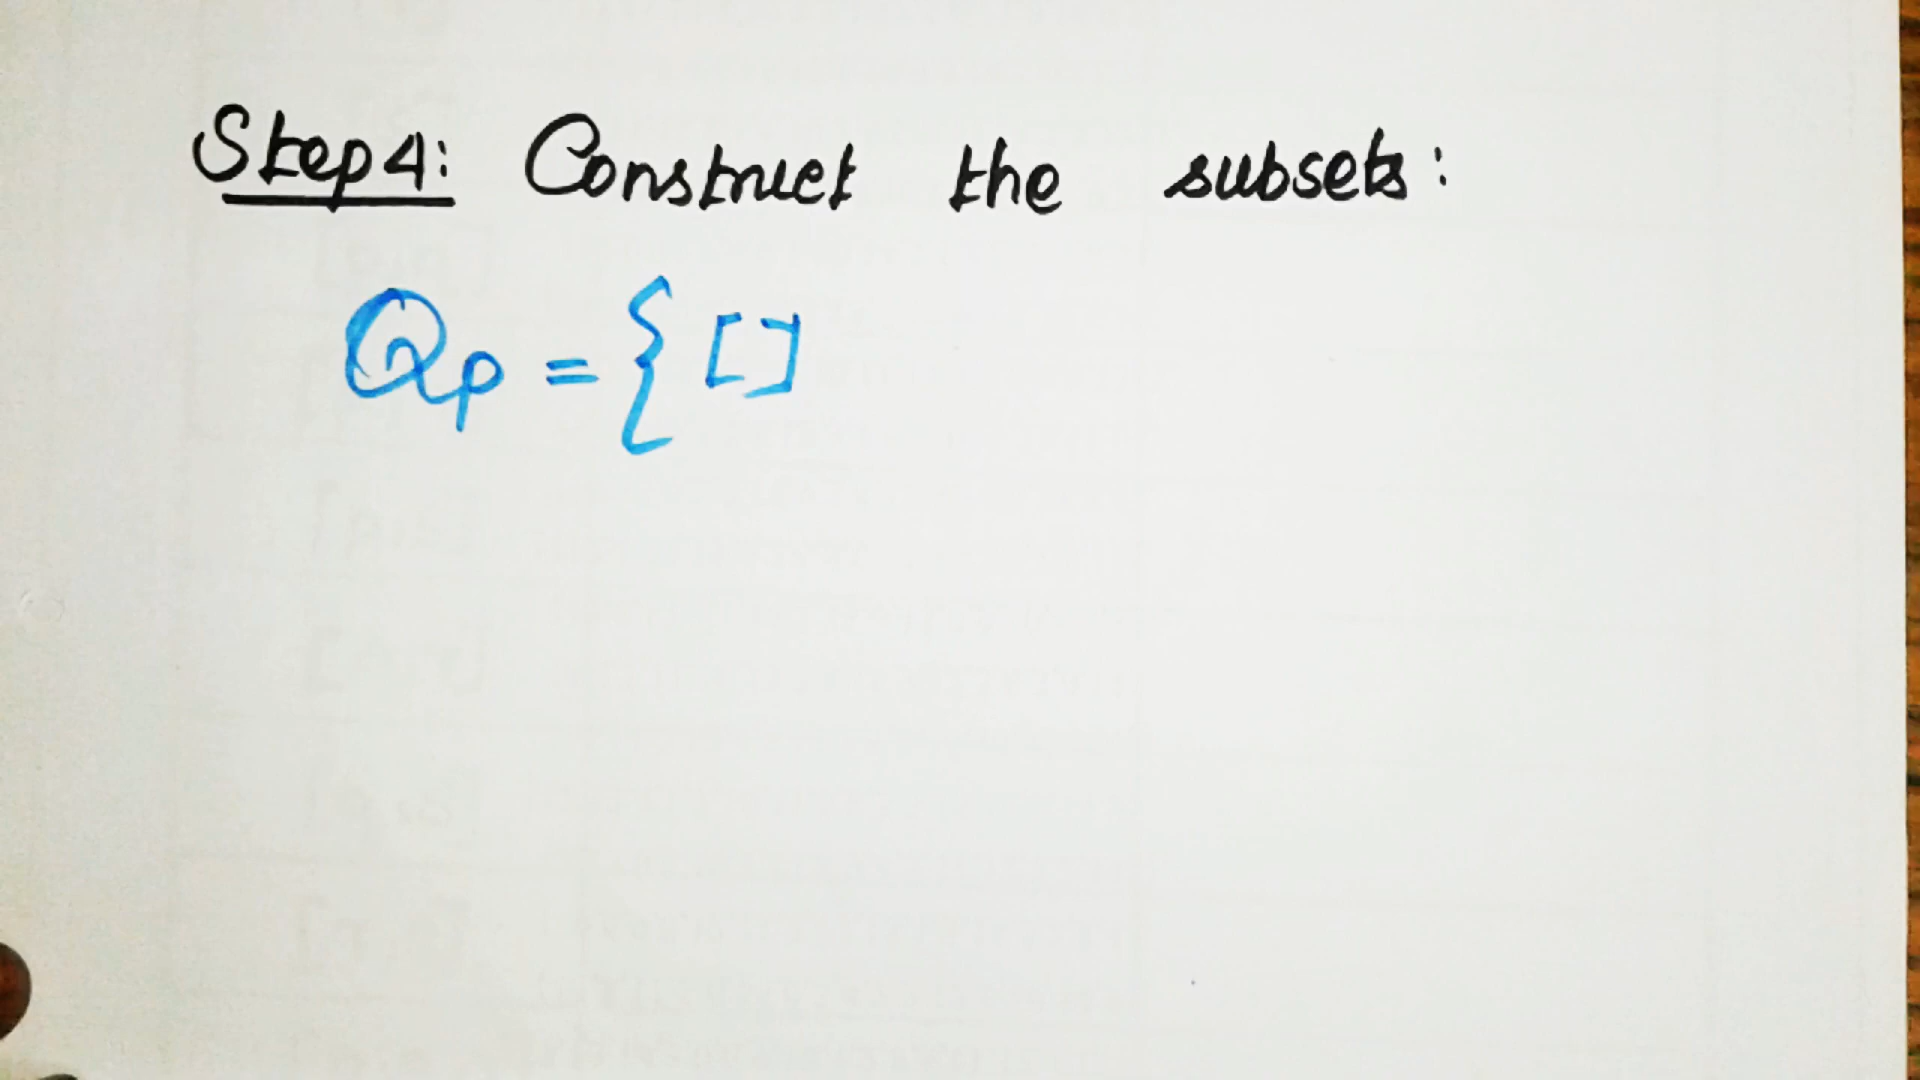 Step 4: Construct the subsets:
Qp = { []